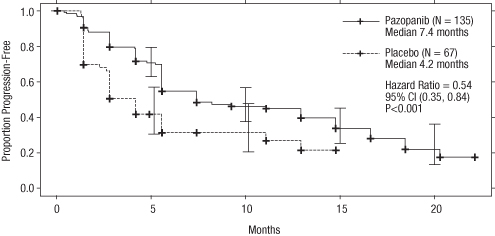 1.0
0.8
0.6
0.4
0.2
0.0
Proportion Progression-Free
0
5
10
15
20
Months
Pazopanib (N = 135)
Median 7.4 months
Placebo (N = 67)
Median 4.2 months
Hazard Ratio = 0.54
95% CI (0.35, 0.84)
P<0.001